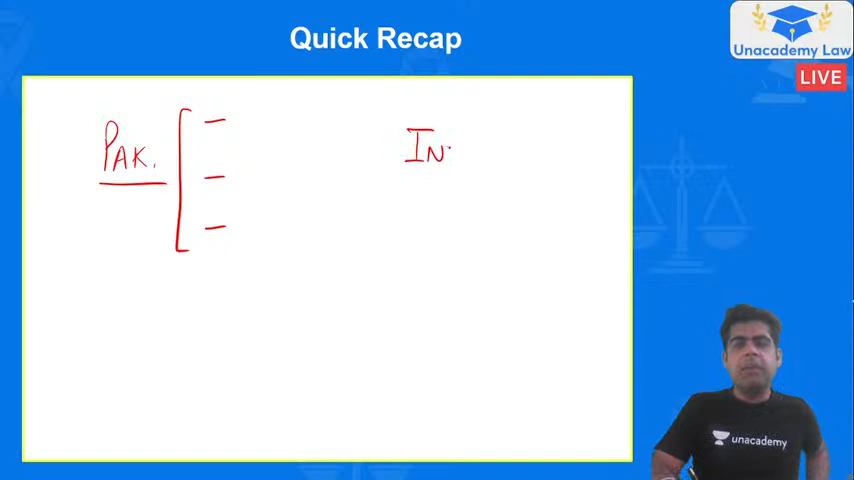 Quick Recap
Unacademy Law
LIVE
PAK.
IN
unacademy